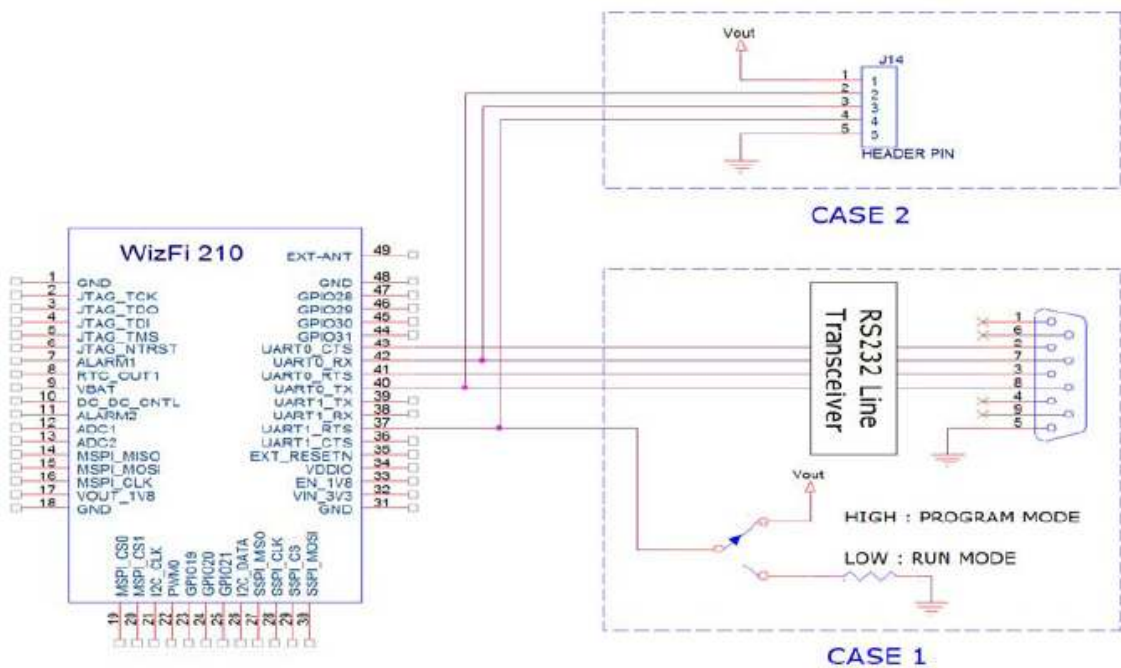 Vout
J14
1 1
2 2
3 3
4 4
5 5
HEADER PIN
CASE 2
WizFi 210
EXT-ANT 49
1 GND GND 48
2 JTAG_TCK GPIO28 47
3 JTAG_TDO GPIO29 46
4 JTAG_TDI GPIO30 45
5 JTAG_TMS GPIO31 44
6 JTAG_NTRST UART0_CTS 43
7 ALARM1 UART0_RX 42
8 RTC_OUT1 UART0_RTS 41
9 VBAT UART0_TX 40
10 DC_DC_CNTL UART1_TX 39
11 ALARM2 UART1_RX 38
12 ADC1 UART1_RTS 37
13 ADC2 UART1_CTS 36
14 MSPI_MISO EXT_RESETN 35
15 MSPI_MOSI VDDIO 34
16 MSPI_CLK EN_1V8 33
17 VOUT_1V8 VIN_3V3 32
18 GND GND 31
19 MSPI_CS0
20 MSPI_CS1
21 I2C_CLK
22 PWM0
23 GPIO19
24 GPIO20
25 GPIO21
26 I2C_DATA
27 SSPI_MISO
28 SSPI_CLK
29 SSPI_CS
30 SSPI_MOSI
RS232 Line
Transceiver
1
6
2
7
3
8
4
9
5
Vout
HIGH : PROGRAM MODE
LOW : RUN MODE
CASE 1